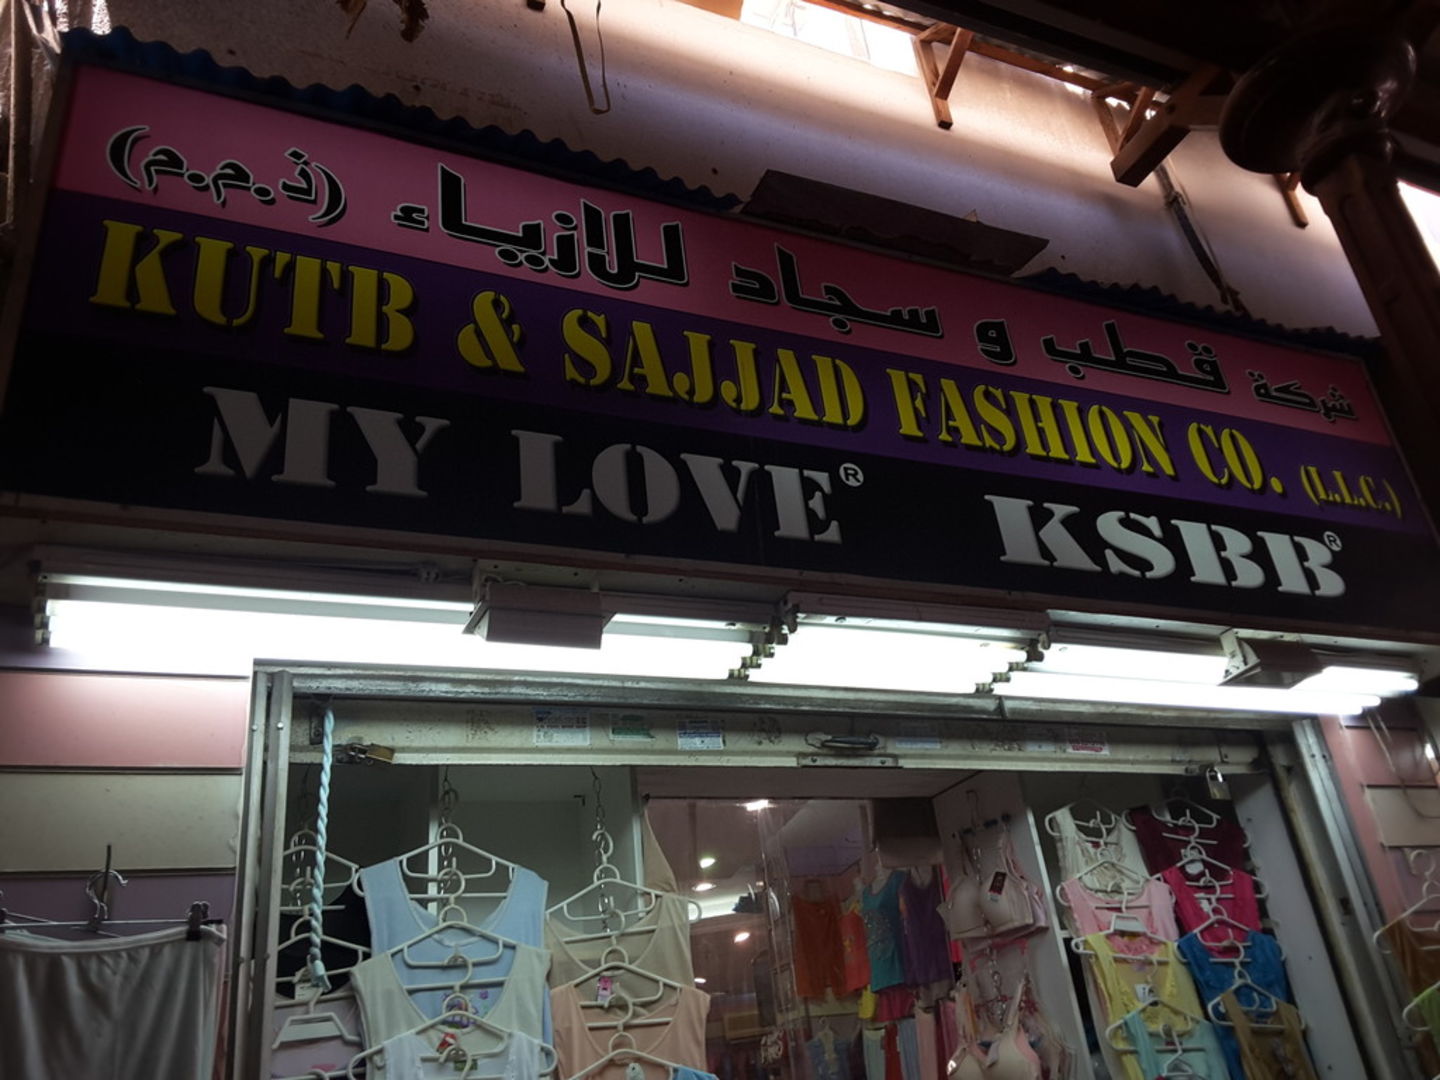 شركة قطب و سجاد للازياء (ذ.م.م)
KUTB & SAJJAD FASHION CO. (L.L.C.)
MY LOVE® KSBB®